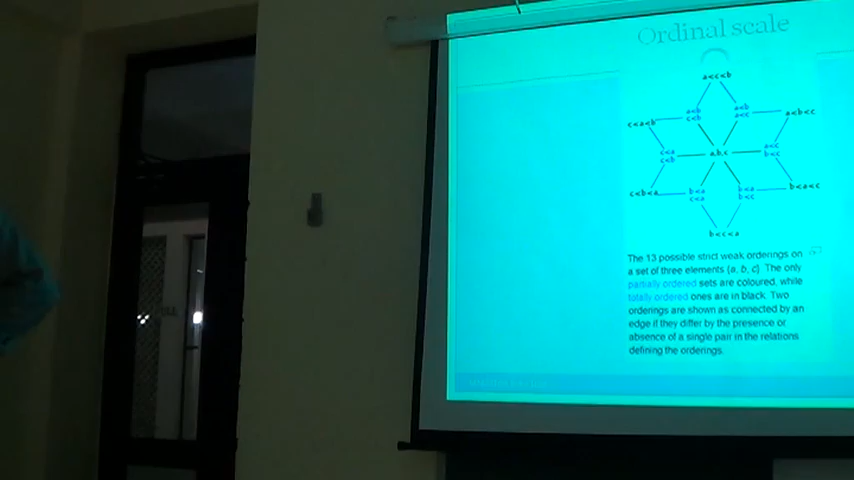 Ordinal scale
a<c<b
a<b a<b
c<b a<c
c<a<b a<b<c
c<a a,b,c a<c
c<b b<c
c<b<a b<a b<a b<a<c
c<a b<c
b<c<a
The 13 possible strict weak orderings on
a set of three elements {a, b, c}. The only
partially ordered sets are coloured, while
totally ordered ones are in black. Two
orderings are shown as connected by an
edge if they differ by the presence or
absence of a single pair in the relations
defining the orderings.